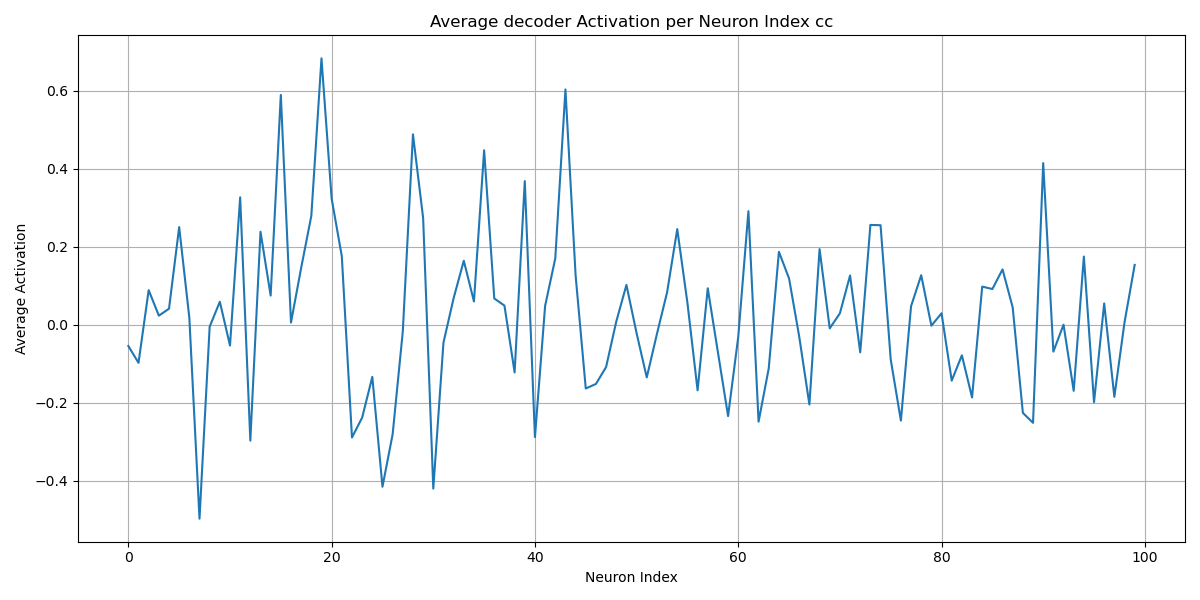 Average decoder Activation per Neuron Index cc
0.6
0.4
0.2
0.0
−0.2
−0.4
Average Activation
0 20 40 60 80 100
Neuron Index